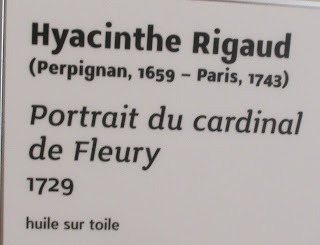 Hyacinthe Rigaud
(Perpignan, 1659 – Paris, 1743)
Portrait du cardinal
de Fleury
1729
huile sur toile